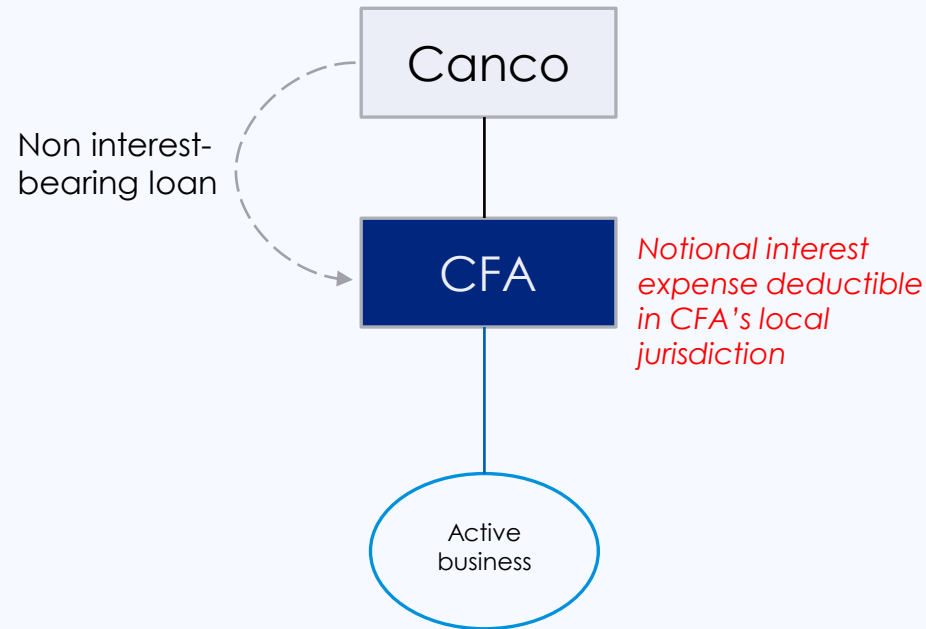 Canco
Non interest-
bearing loan
CFA
Notional interest
expense deductible
in CFA’s local
jurisdiction
Active
business